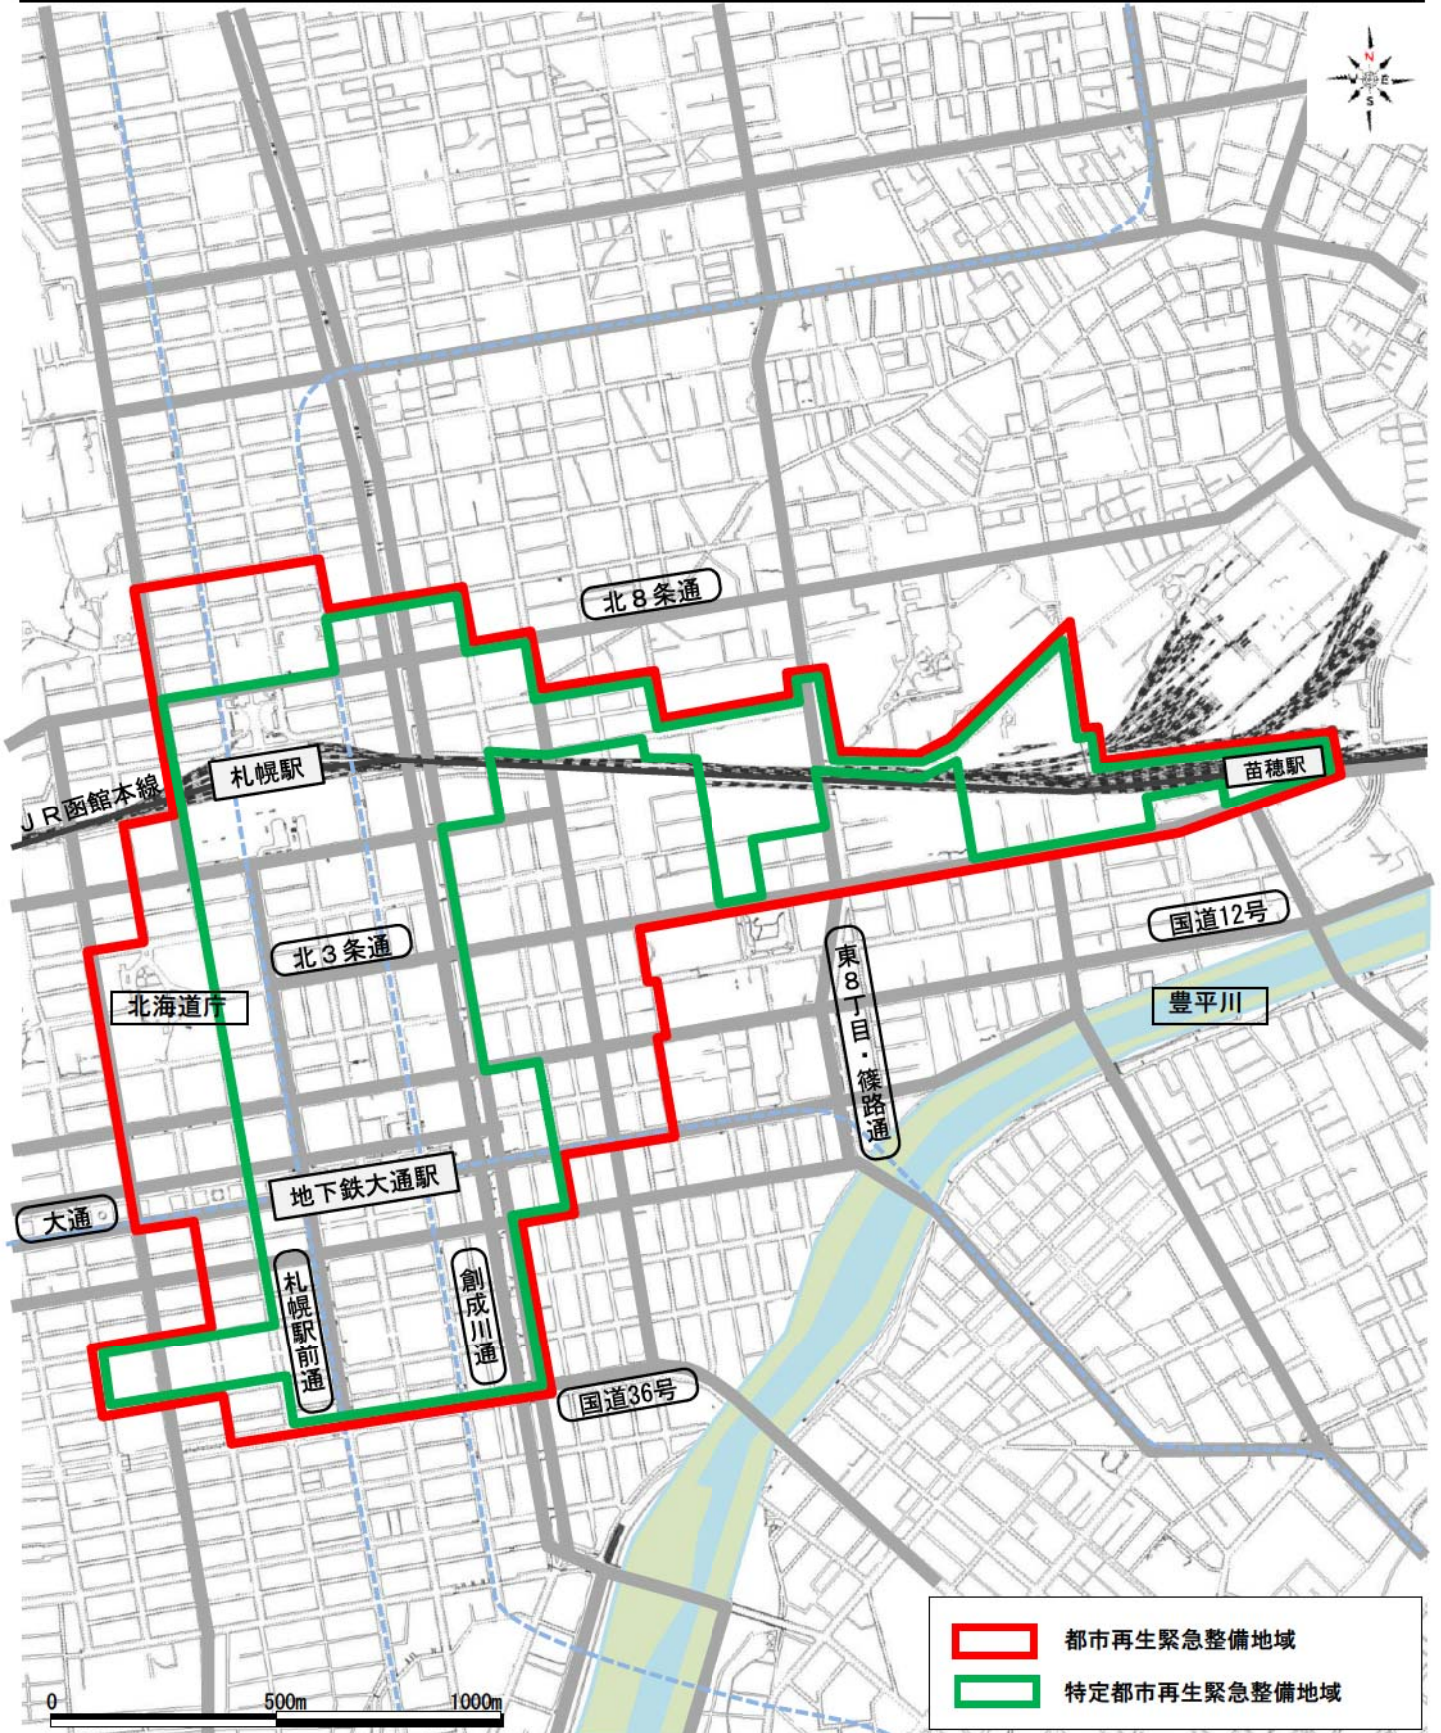 N
W E
S
北８条通
札幌駅
苗穂駅
ＪＲ函館本線
国道12号
北３条通
北海道庁
東８丁目・篠路通
豊平川
地下鉄大通駅
大通
札幌駅前通
創成川通
国道36号
都市再生緊急整備地域
特定都市再生緊急整備地域
0 500m 1000m